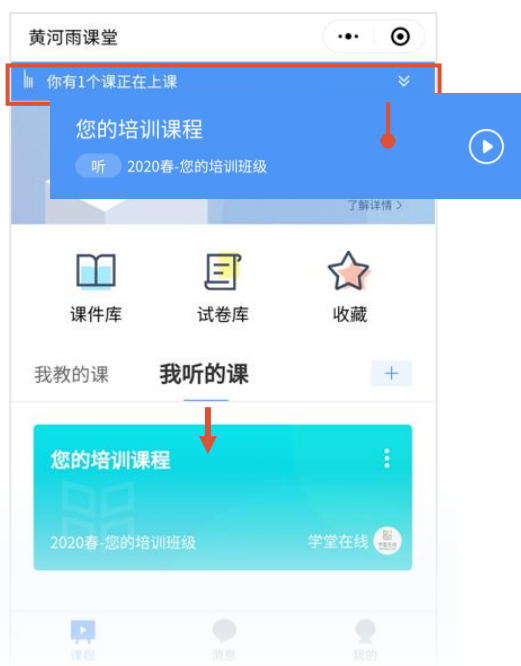 黄河雨课堂
你有1个课正在上课
您的培训课程
听 2020春-您的培训班级
了解详情 >
课件库 试卷库 收藏
我教的课 我听的课 +
您的培训课程
2020春-您的培训班级 学堂在线 学堂在线
课程 消息 我的